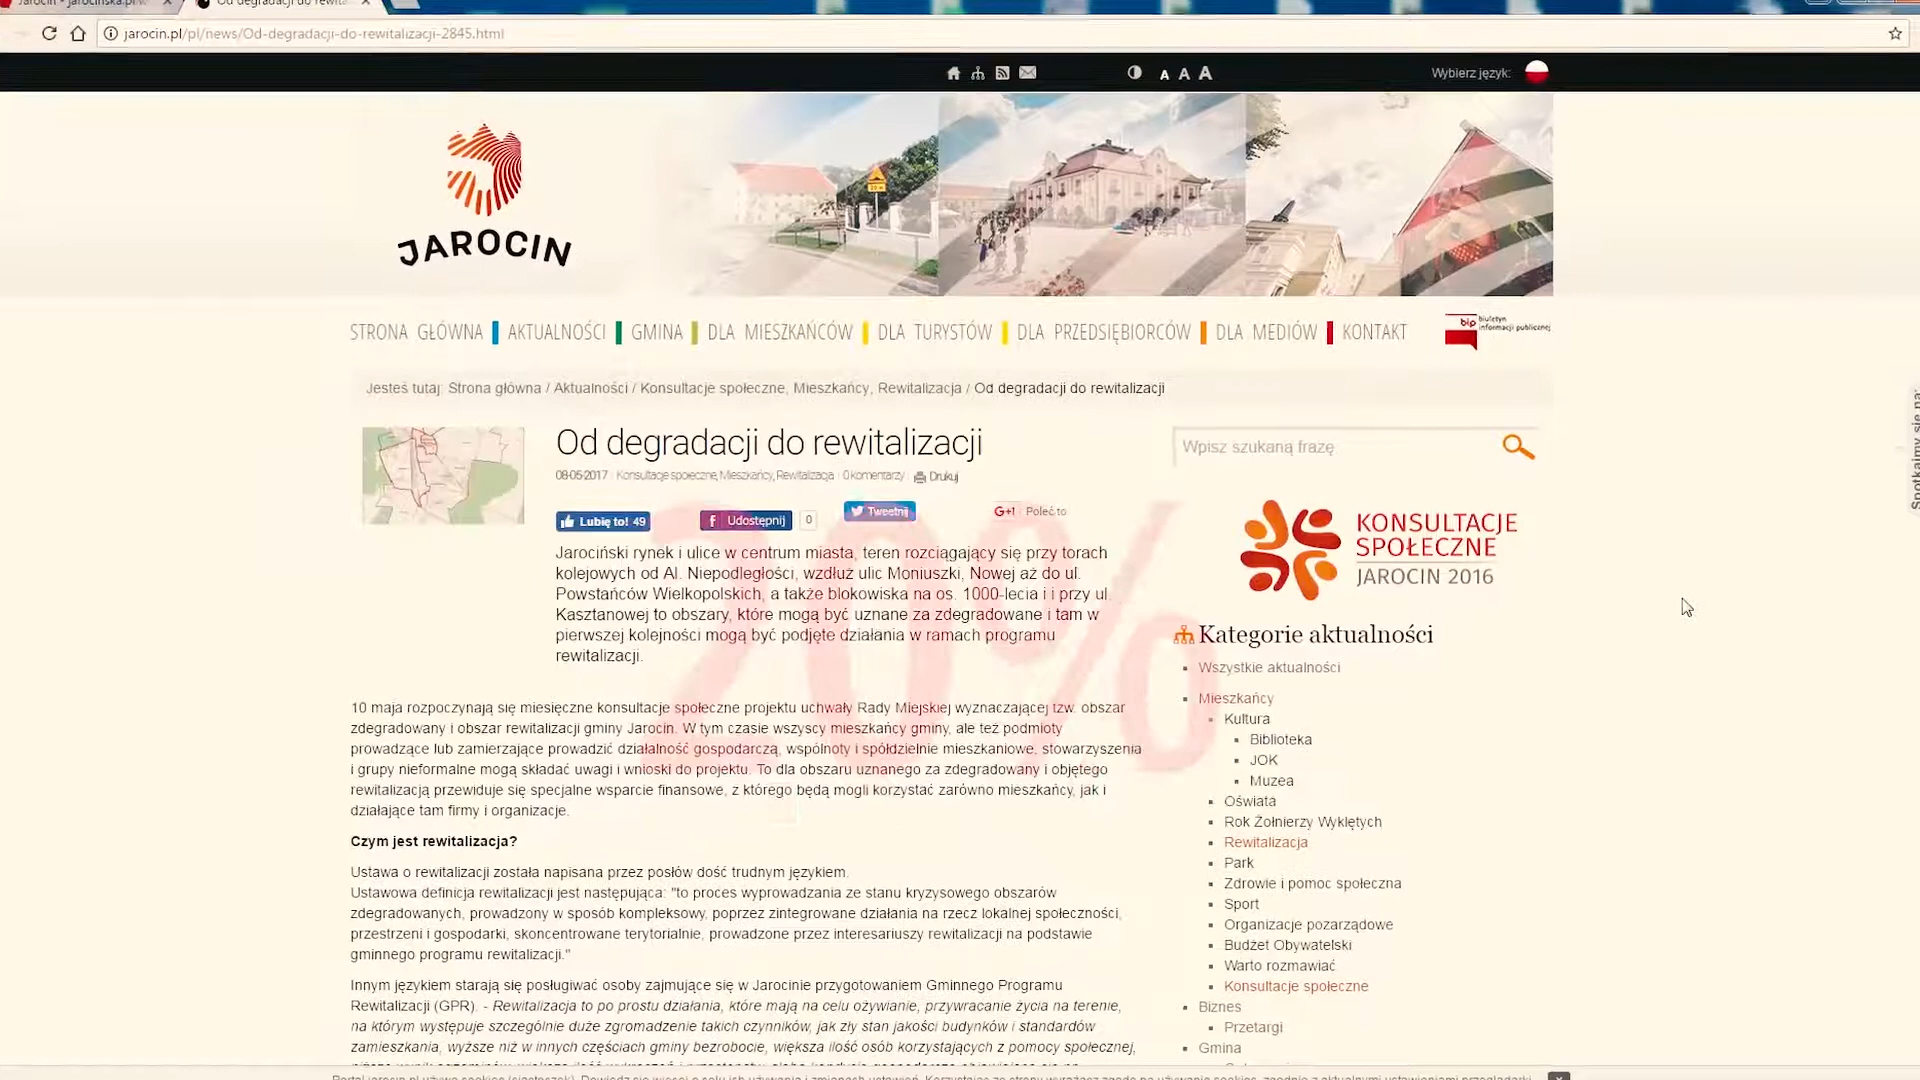 Od degradacji do rewita
jarocin.pl/pl/news/Od-degradacji-do-rewitalizacji-2845.html
A A A
Wybierz język:
JAROCIN
STRONA GŁÓWNA AKTUALNOŚCI GMINA DLA MIESZKAŃCÓW DLA TURYSTÓW DLA PRZEDSIĘBIORCÓW DLA MEDIÓW KONTAKT
bip biuletyn
informacji publicznej
Jesteś tutaj: Strona główna / Aktualności / Konsultacje społeczne, Mieszkańcy, Rewitalizacja / Od degradacji do rewitalizacji
Spotkajmy się na:
Od degradacji do rewitalizacji
08-05-2017 Konsultacje społeczne, Mieszkańcy, Rewitalizacja 0 komentarzy Drukuj
Lubię to! 49 Udostępnij 0 Tweetnij G+1 Poleć to
20%
Jarociński rynek i ulice w centrum miasta, teren rozciągający się przy torach
kolejowych od Al. Niepodległości, wzdłuż ulic Moniuszki, Nowej aż do ul.
Powstańców Wielkopolskich, a także blokowiska na os. 1000-lecia i i przy ul.
Kasztanowej to obszary, które mogą być uznane za zdegradowane i tam w
pierwszej kolejności mogą być podjęte działania w ramach programu
rewitalizacji.
10 maja rozpoczynają się miesięczne konsultacje społeczne projektu uchwały Rady Miejskiej wyznaczającej tzw. obszar
zdegradowany i obszar rewitalizacji gminy Jarocin. W tym czasie wszyscy mieszkańcy gminy, ale też podmioty
prowadzące lub zamierzające prowadzić działalność gospodarczą, wspólnoty i spółdzielnie mieszkaniowe, stowarzyszenia
i grupy nieformalne mogą składać uwagi i wnioski do projektu. To dla obszaru uznanego za zdegradowany i objętego
rewitalizacją przewiduje się specjalne wsparcie finansowe, z którego będą mogli korzystać zarówno mieszkańcy, jak i
działające tam firmy i organizacje.
Czym jest rewitalizacja?
Ustawa o rewitalizacji została napisana przez posłów dość trudnym językiem.
Ustawowa definicja rewitalizacji jest następująca: "to proces wyprowadzania ze stanu kryzysowego obszarów
zdegradowanych, prowadzony w sposób kompleksowy, poprzez zintegrowane działania na rzecz lokalnej społeczności,
przestrzeni i gospodarki, skoncentrowane terytorialnie, prowadzone przez interesariuszy rewitalizacji na podstawie
gminnego programu rewitalizacji."
Innym językiem starają się posługiwać osoby zajmujące się w Jarocinie przygotowaniem Gminnego Programu
Rewitalizacji (GPR). - Rewitalizacja to po prostu działania, które mają na celu ożywianie, przywracanie życia na terenie,
na którym występuje szczególnie duże zgromadzenie takich czynników, jak zły stan jakości budynków i standardów
zamieszkania, wyższe niż w innych częściach gminy bezrobocie, większa ilość osób korzystających z pomocy społecznej,
Wpisz szukaną frazę
KONSULTACJE
SPOŁECZNE
JAROCIN 2016
Kategorie aktualności
Wszystkie aktualności
Mieszkańcy
Kultura
Biblioteka
JOK
Muzea
Oświata
Rok Żołnierzy Wyklętych
Rewitalizacja
Park
Zdrowie i pomoc społeczna
Sport
Organizacje pozarządowe
Budżet Obywatelski
Warto rozmawiać
Konsultacje społeczne
Biznes
Przetargi
Gmina